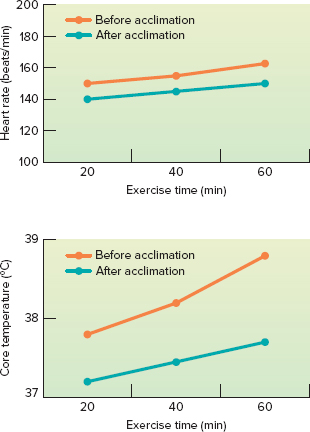 Heart rate (beats/min)
200
180
160
140
120
100
Before acclimation
After acclimation
20 40 60
Exercise time (min)
Core temperature (°C)
39
38
37
Before acclimation
After acclimation
20 40 60
Exercise time (min)